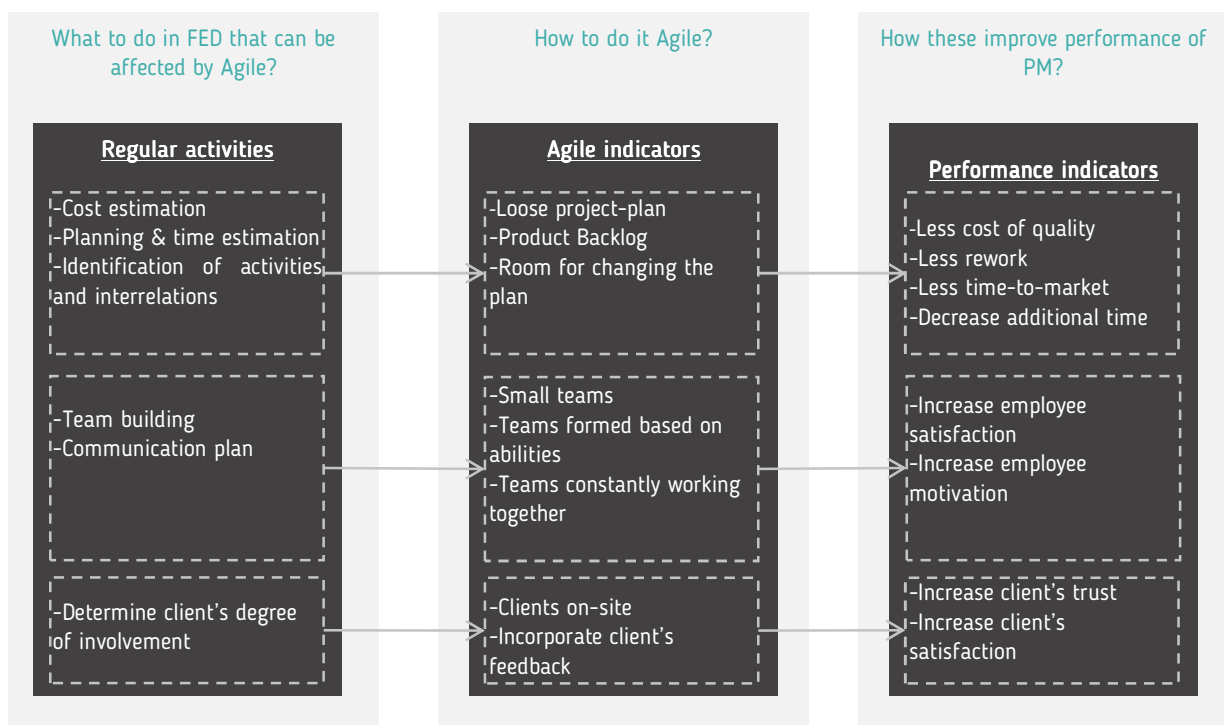 What to do in FED that can be
affected by Agile?
Regular activities
-Cost estimation
-Planning & time estimation
-Identification of activities
and interrelations
-Team building
-Communication plan
-Determine client's degree
of involvement
How to do it Agile?
Agile indicators
-Loose project-plan
-Product Backlog
-Room for changing the
plan
-Small teams
-Teams formed based on
abilities
-Teams constantly working
together
-Clients on-site
-Incorporate client's
feedback
How these improve performance of
PM?
Performance indicators
-Less cost of quality
-Less rework
-Less time-to-market
-Decrease additional time
-Increase employee
satisfaction
-Increase employee
motivation
-Increase client's trust
-Increase client's
satisfaction